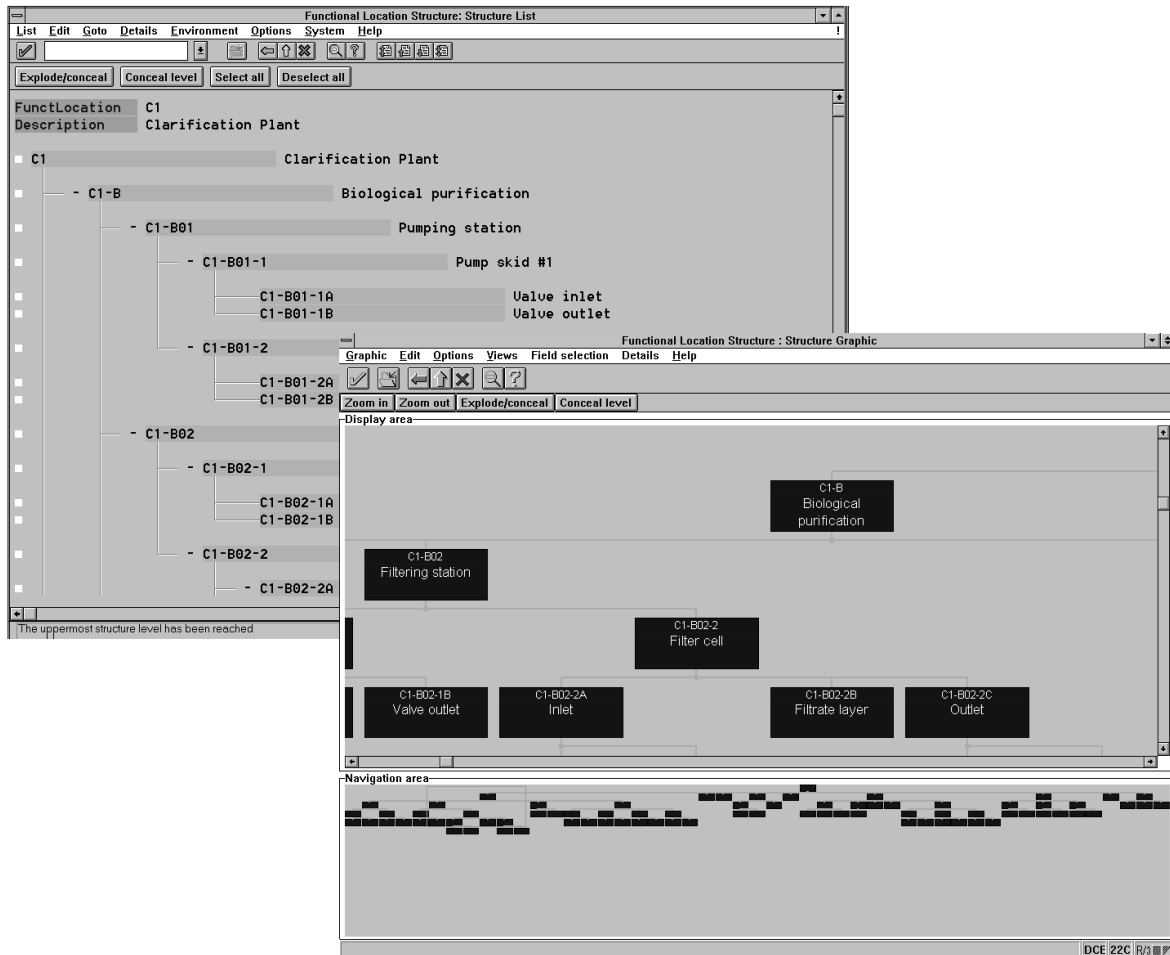 Functional Location Structure: Structure List
List Edit Goto Details Environment Options System Help !
Explode/conceal Conceal level Select all Deselect all
FunctLocation C1
Description Clarification Plant
C1 Clarification Plant
- C1-B Biological purification
- C1-B01 Pumping station
- C1-B01-1 Pump skid #1
C1-B01-1A Valve inlet
C1-B01-1B Valve outlet
- C1-B01-2
C1-B01-2A
C1-B01-2B
- C1-B02
- C1-B02-1
C1-B02-1A
C1-B02-1B
- C1-B02-2
- C1-B02-2A
The uppermost structure level has been reached
Functional Location Structure : Structure Graphic
Graphic Edit Options Views Field selection Details Help
Zoom in Zoom out Explode/conceal Conceal level
Display area
C1-B
Biological
purification
C1-B02
Filtering station
C1-B02-2
Filter cell
C1-B02-1B
Valve outlet
C1-B02-2A
Inlet
C1-B02-2B
Filtrate layer
C1-B02-2C
Outlet
Navigation area
DCE 22C R/3